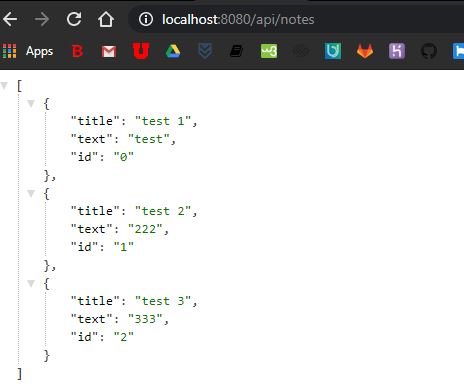 localhost:8080/api/notes
Apps
[
{
"title": "test 1",
"text": "test",
"id": "0"
},
{
"title": "test 2",
"text": "222",
"id": "1"
},
{
"title": "test 3",
"text": "333",
"id": "2"
}
]